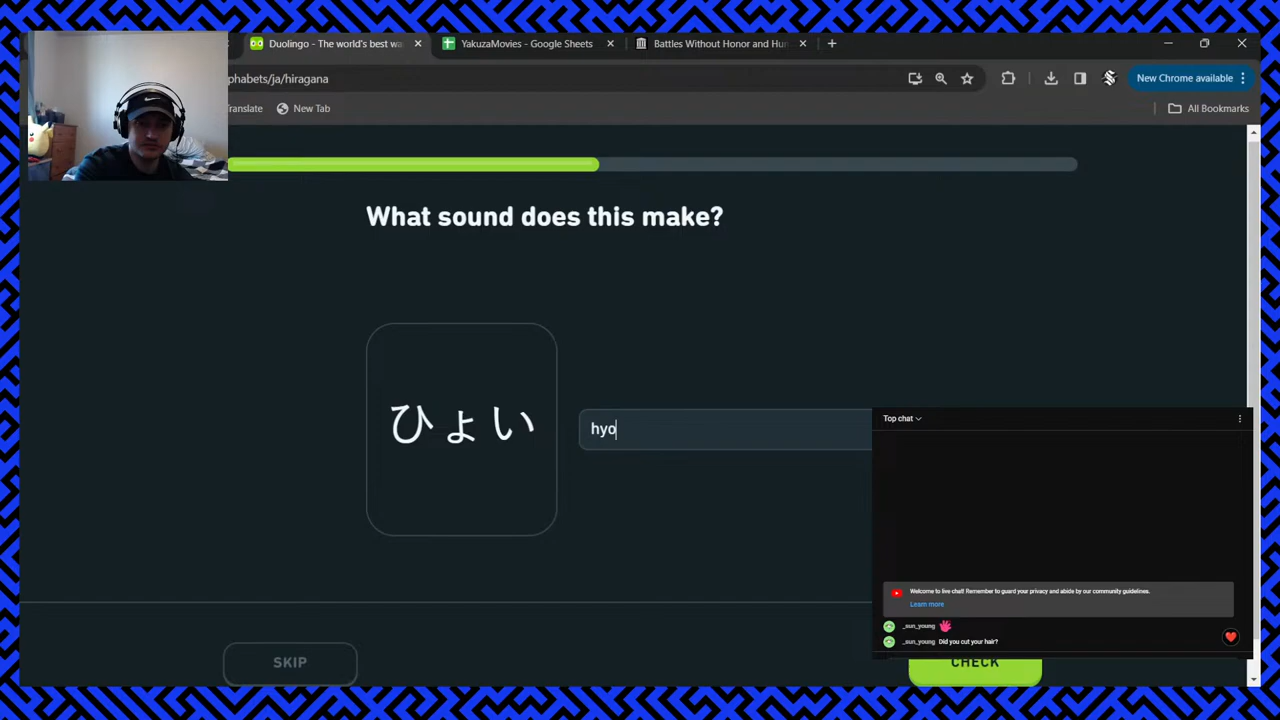 Duolingo - The world's best wa
YakuzaMovies - Google Sheets
Battles Without Honor and Hun
phabets/ja/hiragana
New Chrome available
Translate
New Tab
All Bookmarks
What sound does this make?
ひょい
hyo
Top chat
Welcome to live chat! Remember to guard your privacy and abide by our community guidelines.
Learn more
_sun_young
_sun_young Did you cut your hair?
SKIP
CHECK